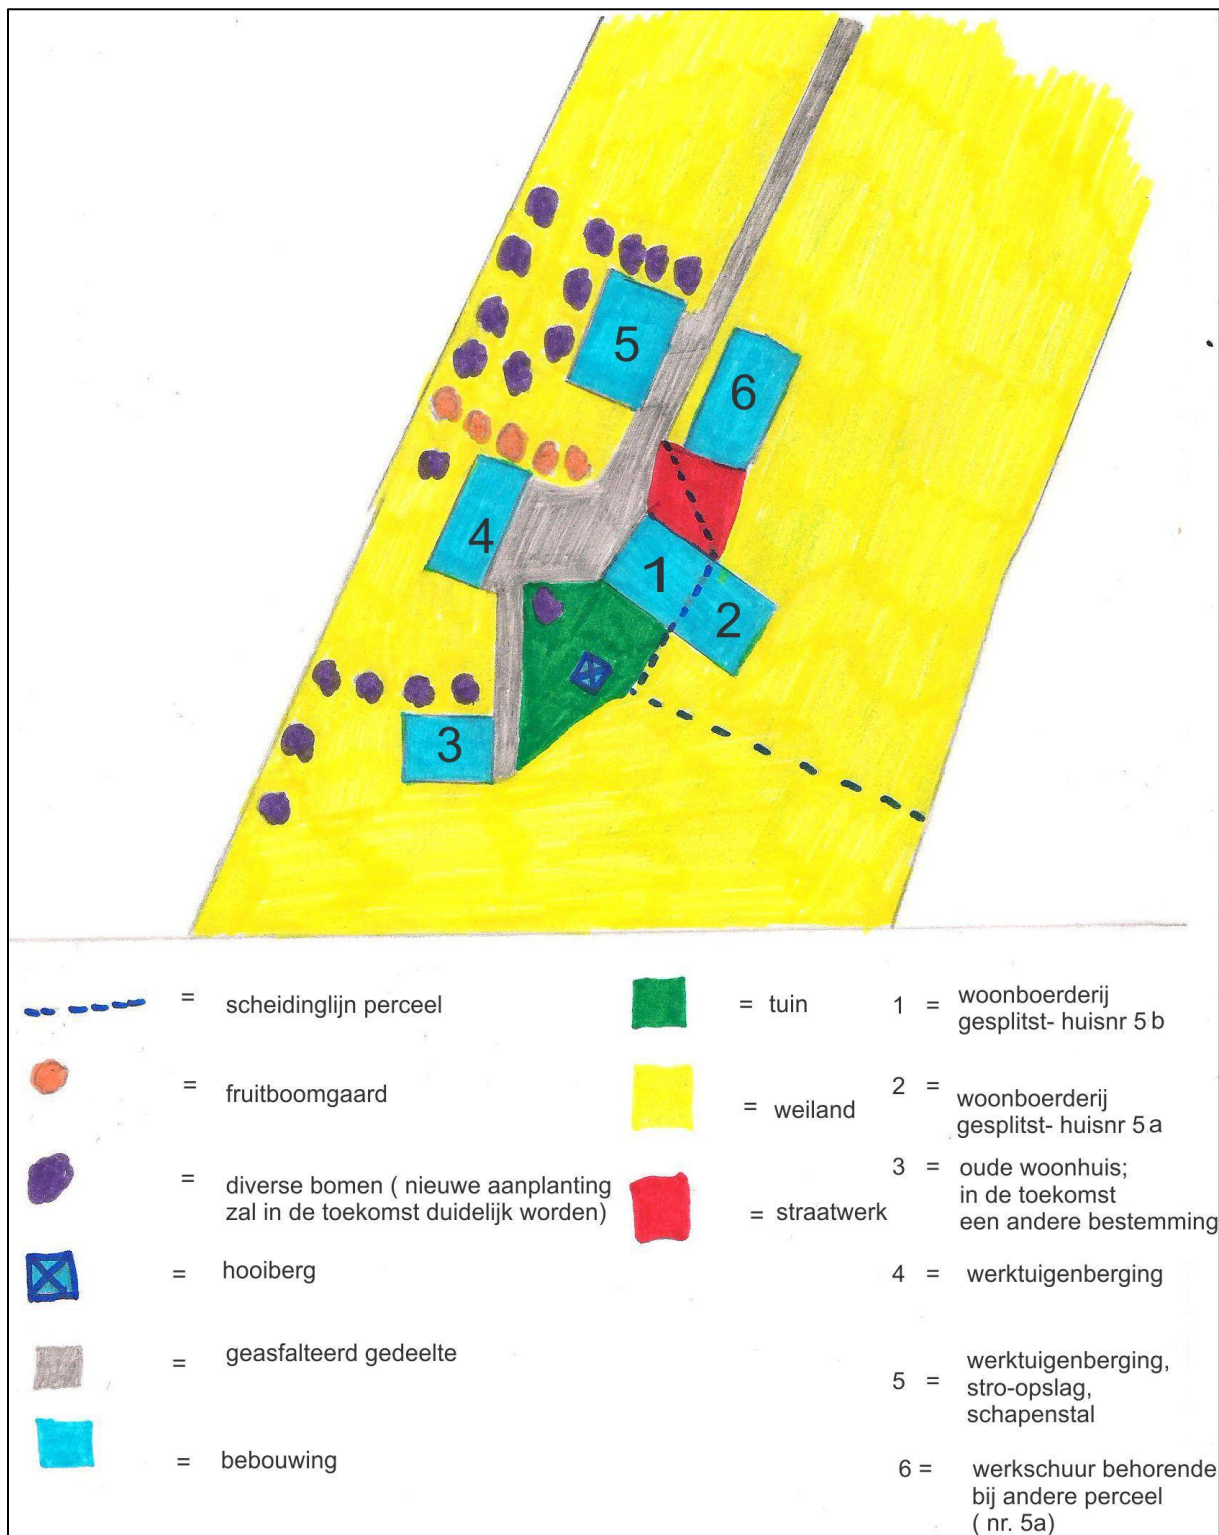 5
6
4
1
2
3
= scheidinglijn perceel
= fruitboomgaard
= diverse bomen ( nieuwe aanplanting
zal in de toekomst duidelijk worden)
= hooiberg
= geasfalteerd gedeelte
= bebouwing
= tuin
= weiland
= straatwerk
1 = woonboerderij
gesplitst- huisnr 5 b
2 = woonboerderij
gesplitst- huisnr 5 a
3 = oude woonhuis;
in de toekomst
een andere bestemming
4 = werktuigenberging
5 = werktuigenberging,
stro-opslag,
schapenstal
6 = werkschuur behorende
bij andere perceel
( nr. 5a)